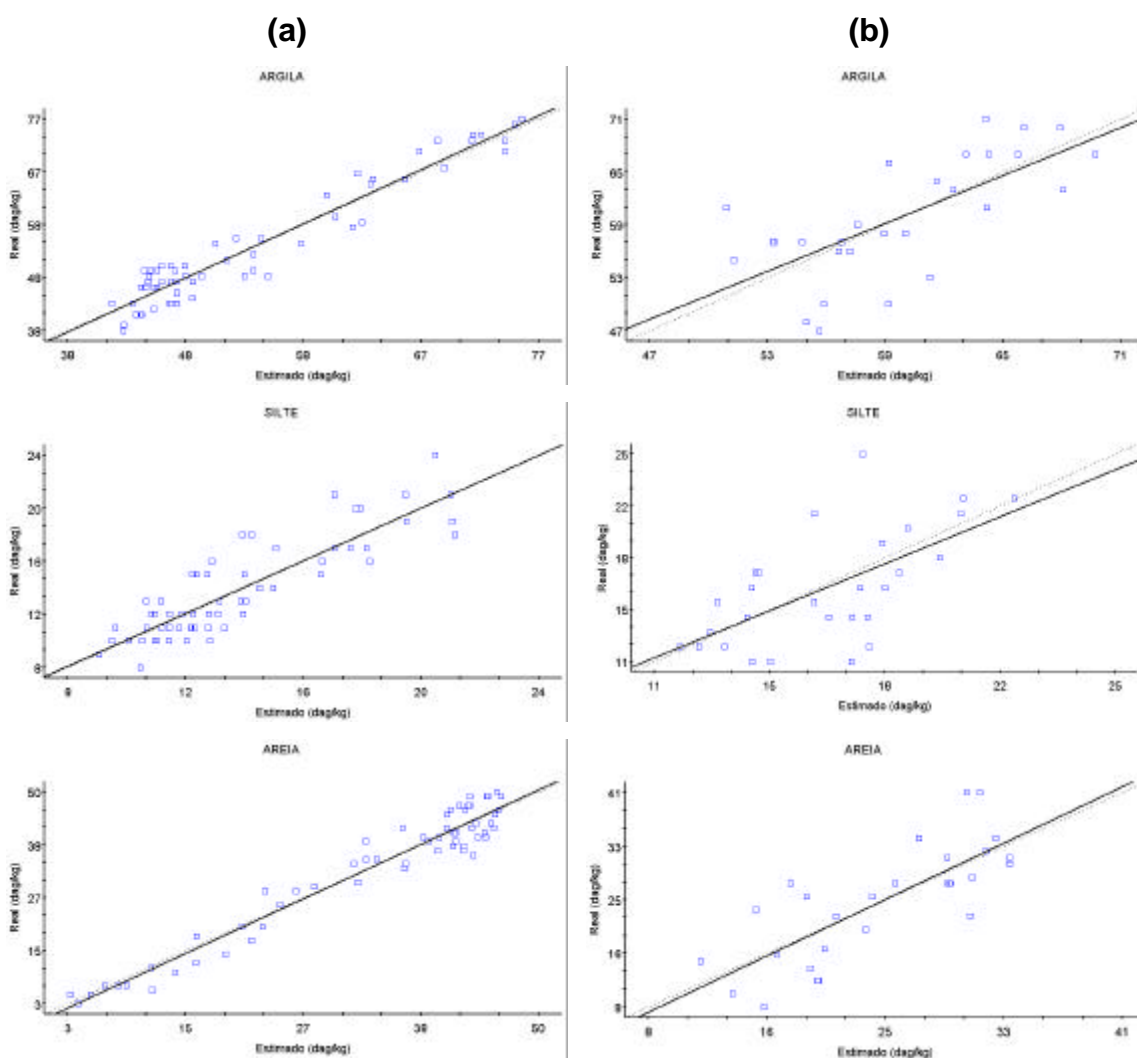 (a) (b)
ARGILA
Real (dag/kg)
77
67
58
48
38
38 48 58 67 77
Estimado (dag/kg)
ARGILA
Real (dag/kg)
71
65
59
53
47
47 53 59 65 71
Estimado (dag/kg)
SILTE
Real (dag/kg)
24
20
16
12
8
8 12 16 20 24
Estimado (dag/kg)
SILTE
Real (dag/kg)
25
22
18
15
11
11 15 18 22 25
Estimado (dag/kg)
AREIA
Real (dag/kg)
50
38
27
15
3
3 15 27 38 50
Estimado (dag/kg)
AREIA
Real (dag/kg)
41
33
25
16
8
8 16 25 33 41
Estimado (dag/kg)